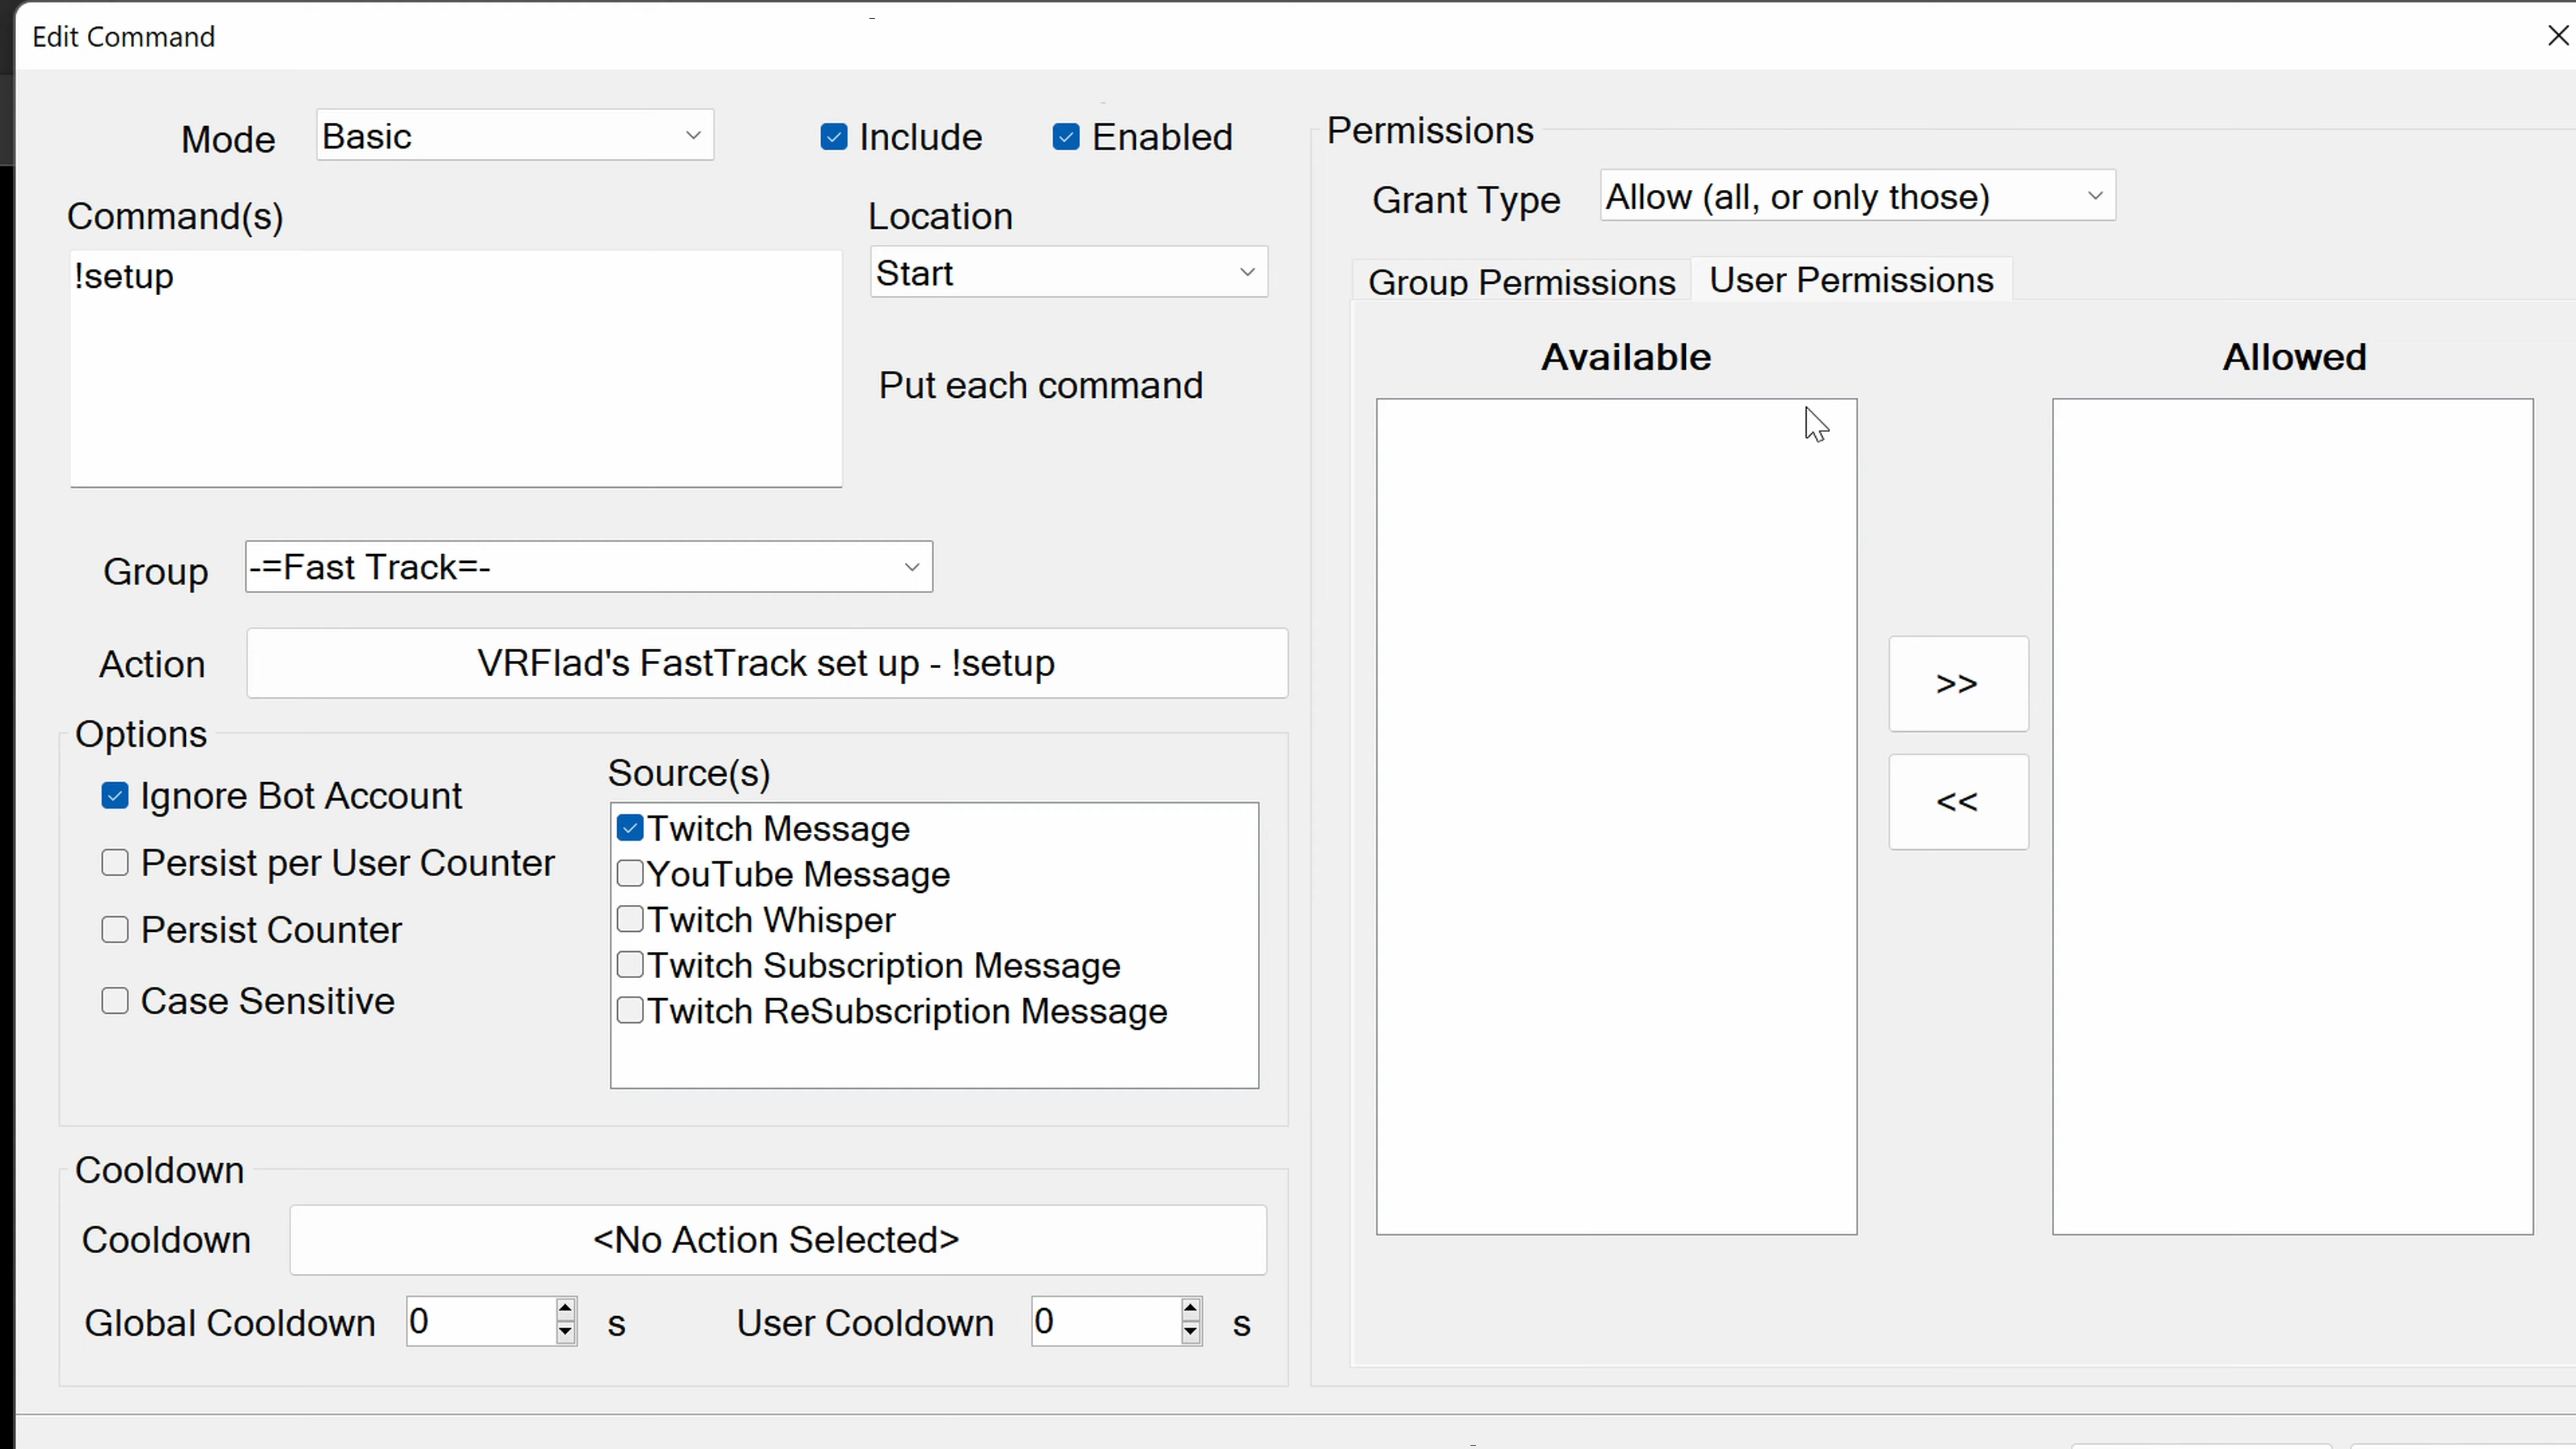 Edit Command
Mode
Basic
Include
Enabled
Command(s)
!setup
Location
Start
Put each command
Group
-=Fast Track=-
Action
VRFlad's FastTrack set up - !setup
Options
Ignore Bot Account
Persist per User Counter
Persist Counter
Case Sensitive
Source(s)
Twitch Message
YouTube Message
Twitch Whisper
Twitch Subscription Message
Twitch ReSubscription Message
Cooldown
Cooldown
<No Action Selected>
Global Cooldown
0
s
User Cooldown
0
s
Permissions
Grant Type
Allow (all, or only those)
Group Permissions
User Permissions
Available
Allowed
>>
<<